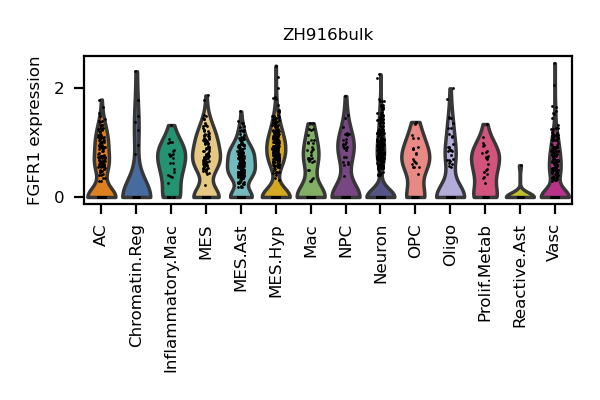 ZH916bulk
FGFR1 expression
2
0
AC
Chromatin.Reg
Inflammatory.Mac
MES
MES.Ast
MES.Hyp
Mac
NPC
Neuron
OPC
Oligo
Prolif.Metab
Reactive.Ast
Vasc